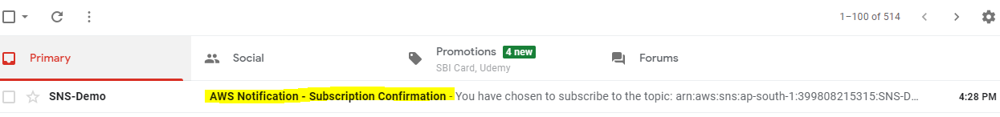 1–100 of 514
Primary
Social
Promotions 4 new
SBI Card, Udemy
Forums
SNS-Demo AWS Notification - Subscription Confirmation - You have chosen to subscribe to the topic: arn:aws:sns:ap-south-1:399808215315:SNS-D... 4:28 PM